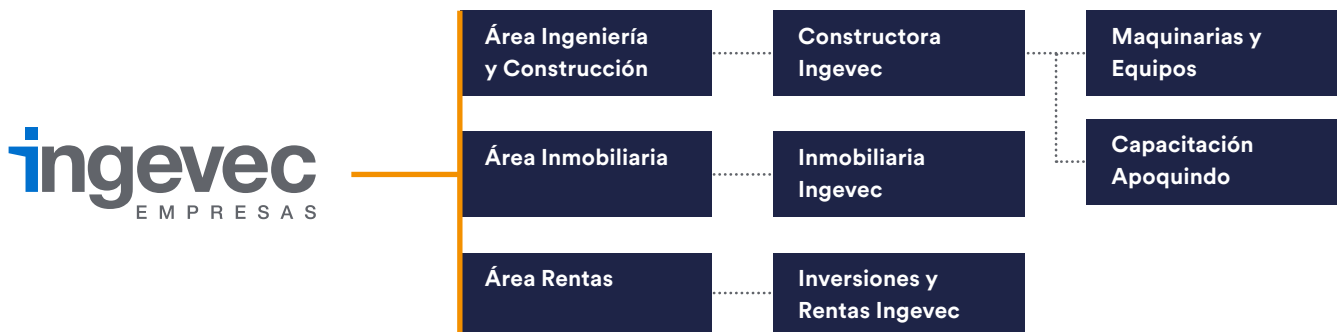 ingevec
EMPRESAS
Área Ingeniería
y Construcción
Constructora
Ingevec
Maquinarias y
Equipos
Capacitación
Apoquindo
Área Inmobiliaria
Inmobiliaria
Ingevec
Área Rentas
Inversiones y
Rentas Ingevec